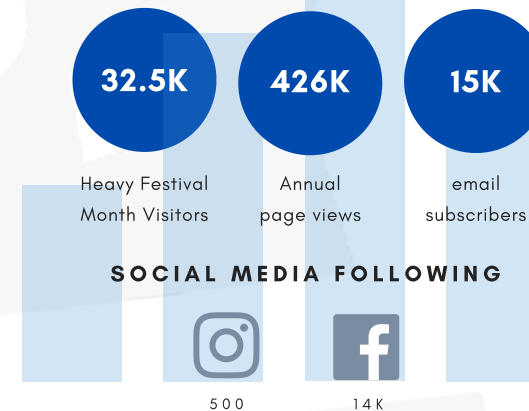 32.5K 426K 15K
Heavy Festival Annual email
Month Visitors page views subscribers
SOCIAL MEDIA FOLLOWING
500 14K